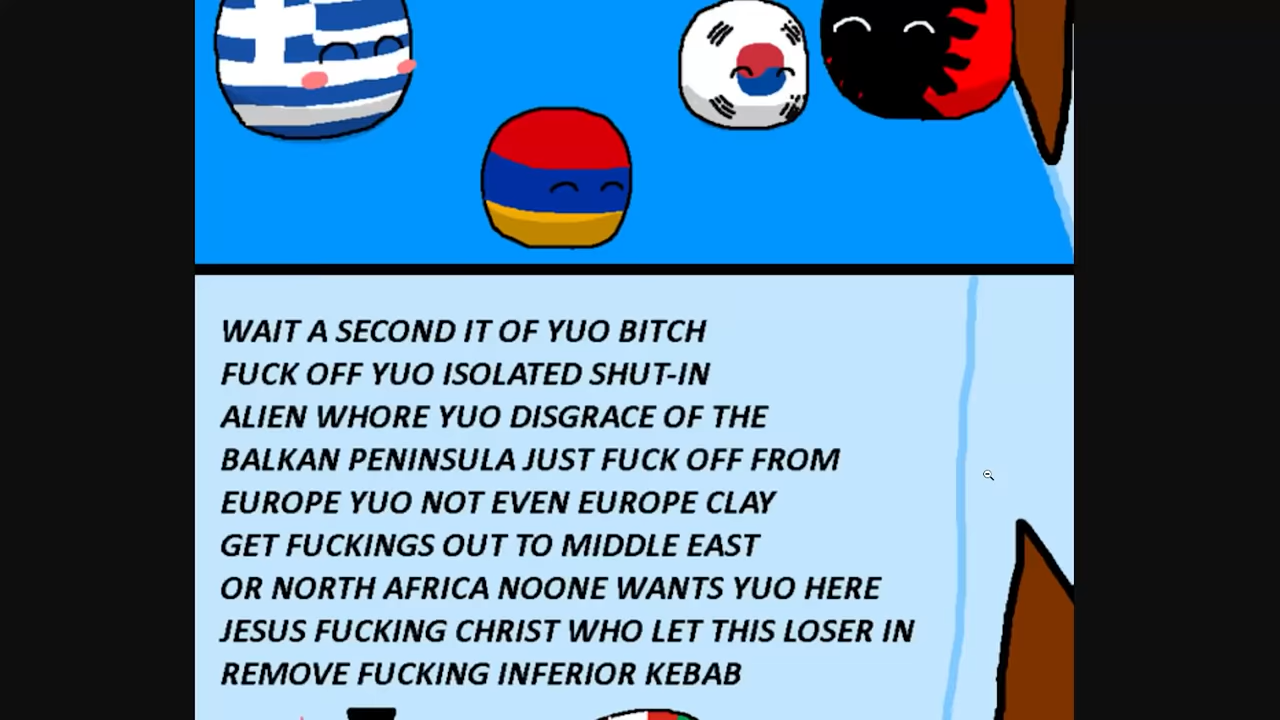 WAIT A SECOND IT OF YUO BITCH
FUCK OFF YUO ISOLATED SHUT-IN
ALIEN WHORE YUO DISGRACE OF THE
BALKAN PENINSULA JUST FUCK OFF FROM
EUROPE YUO NOT EVEN EUROPE CLAY
GET FUCKINGS OUT TO MIDDLE EAST
OR NORTH AFRICA NOONE WANTS YUO HERE
JESUS FUCKING CHRIST WHO LET THIS LOSER IN
REMOVE FUCKING INFERIOR KEBAB